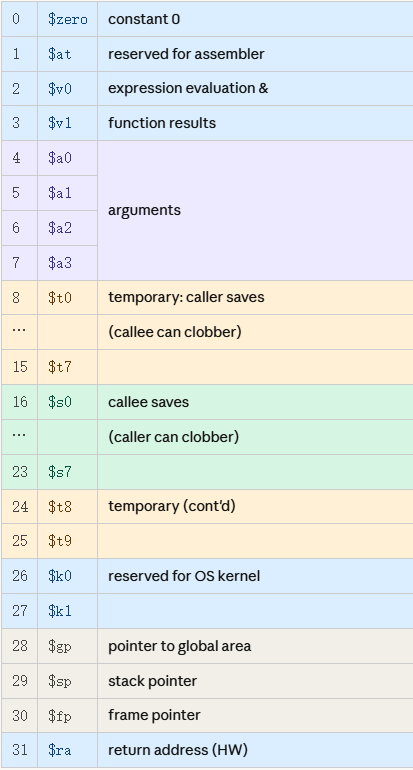 0 $zero constant 0
1 $at reserved for assembler
2 $v0 expression evaluation &
3 $v1 function results
4 $a0
5 $a1
arguments
6 $a2
7 $a3
8 $t0 temporary: caller saves
... (callee can clobber)
15 $t7
16 $s0 callee saves
... (caller can clobber)
23 $s7
24 $t8 temporary (cont'd)
25 $t9
26 $k0 reserved for OS kernel
27 $k1
28 $gp pointer to global area
29 $sp stack pointer
30 $fp frame pointer
31 $ra return address (HW)